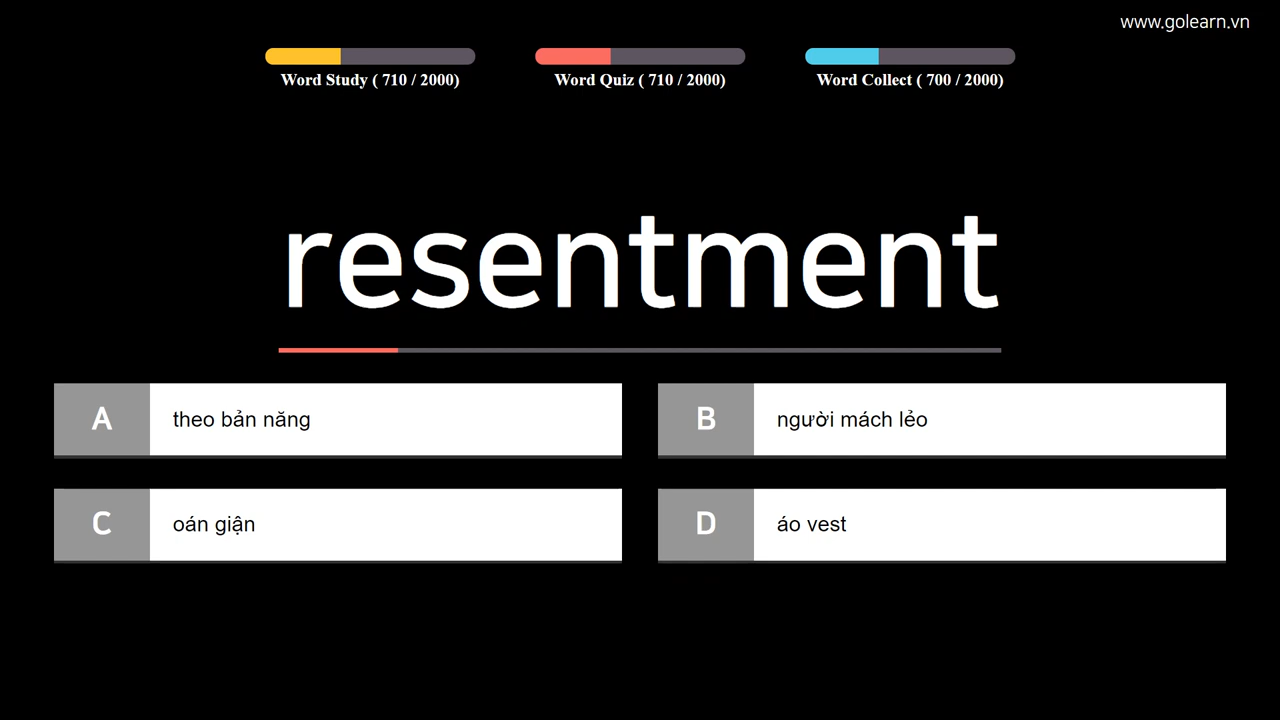 www.golearn.vn
Word Study ( 710 / 2000)
Word Quiz ( 710 / 2000)
Word Collect ( 700 / 2000)
resentment
A theo bản năng
B người mách lẻo
C oán giận
D áo vest